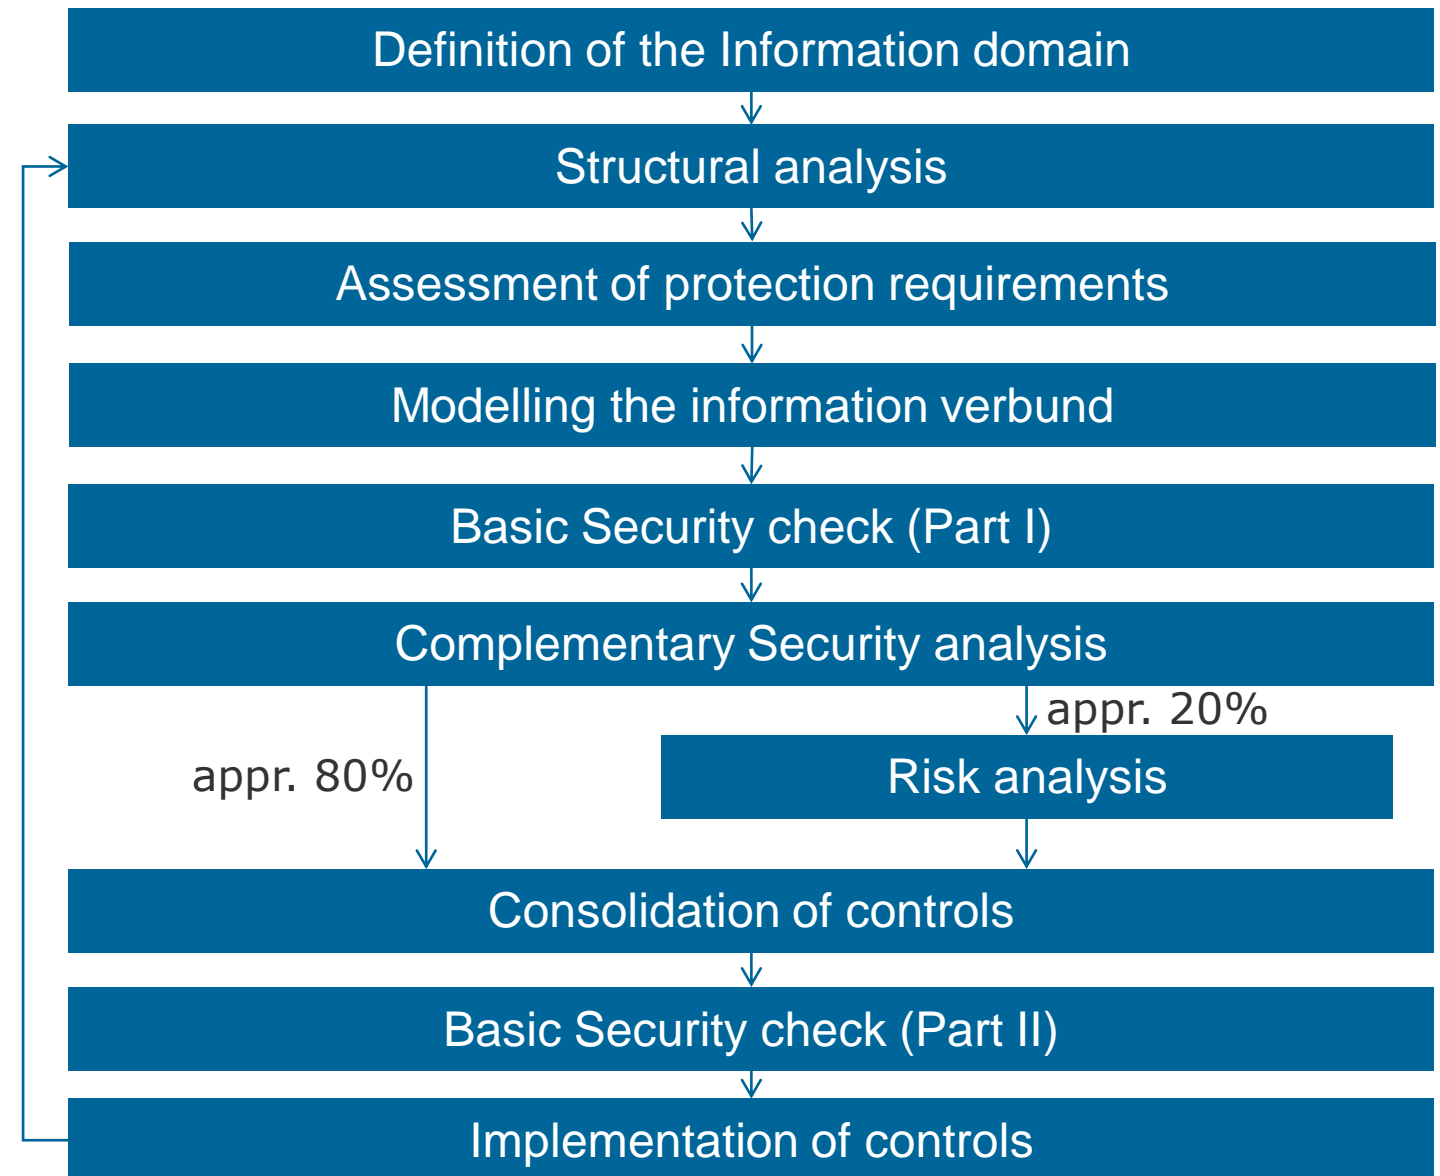 Definition of the Information domain
Structural analysis
Assessment of protection requirements
Modelling the information verbund
Basic Security check (Part I)
Complementary Security analysis
appr. 20%
appr. 80%
Risk analysis
Consolidation of controls
Basic Security check (Part II)
Implementation of controls